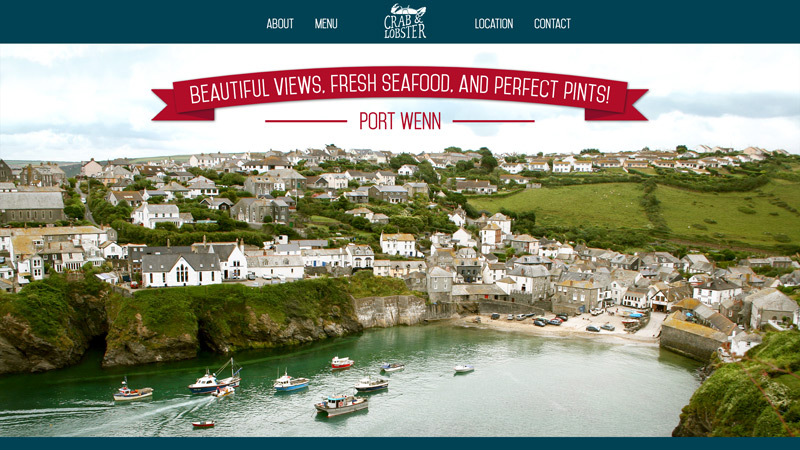 ABOUT
MENU
CRAB &
LOBSTER
LOCATION
CONTACT
BEAUTIFUL VIEWS, FRESH SEAFOOD, AND PERFECT PINTS!
PORT WENN